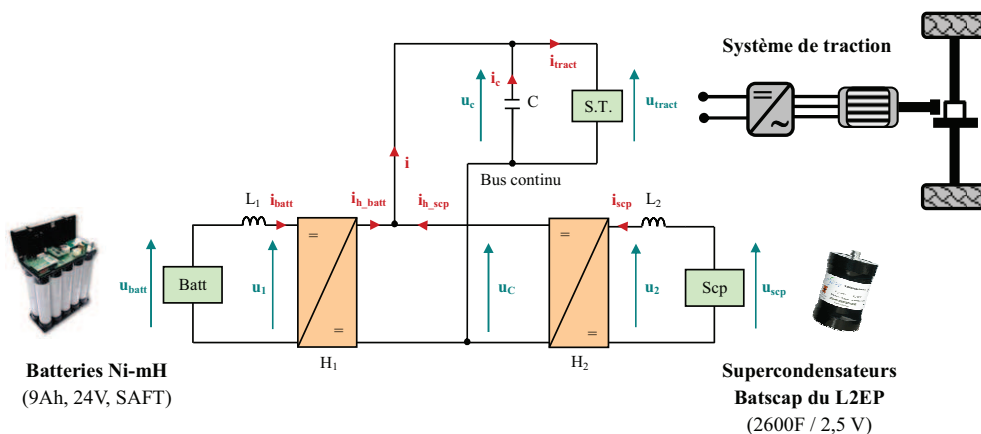 Système de traction
i_tract
i_c
u_c
C
S.T.
u_tract
i
Bus continu
L₁
i_batt
i_h_batt
i_h_scp
i_scp
L₂
=
=
u_batt
Batt
u₁
u_C
u₂
Scp
u_scp
=
=
H₁
H₂
Batteries Ni-mH
(9Ah, 24V, SAFT)
Supercondensateurs
Batscap du L2EP
(2600F / 2,5 V)